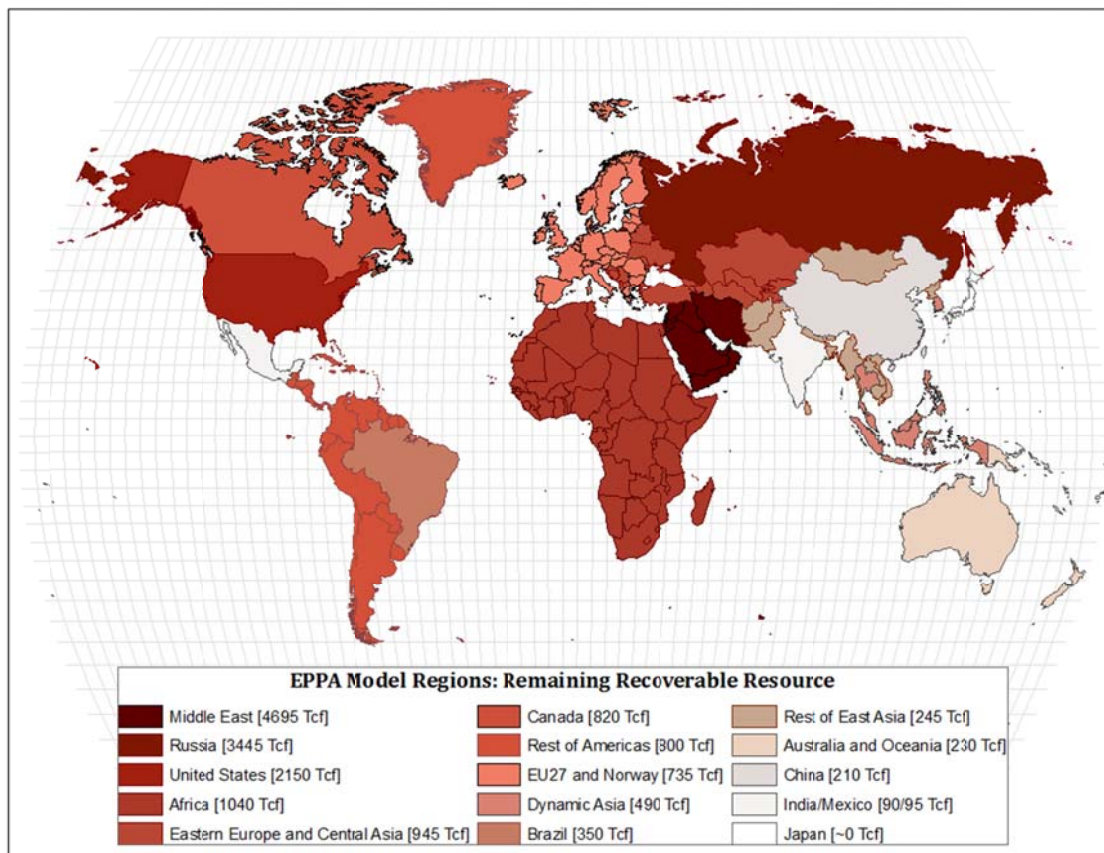 EPPA Model Regions: Remaining Recoverable Resource
Middle East [4695 Tcf]
Russia [3445 Tcf]
United States [2150 Tcf]
Africa [1040 Tcf]
Eastern Europe and Central Asia [945 Tcf]
Canada [820 Tcf]
Rest of Americas [800 Tcf]
EU27 and Norway [735 Tcf]
Dynamic Asia [490 Tcf]
Brazil [350 Tcf]
Rest of East Asia [245 Tcf]
Australia and Oceania [230 Tcf]
China [210 Tcf]
India/Mexico [90/95 Tcf]
Japan [~0 Tcf]